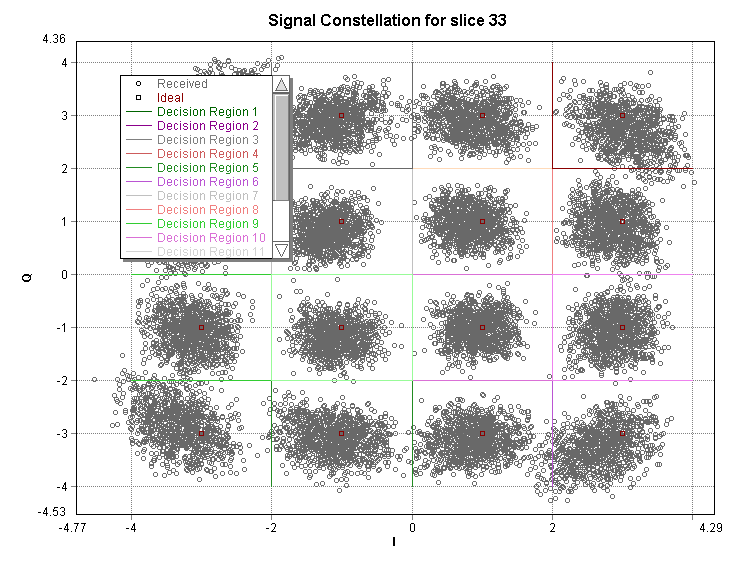 Signal Constellation for slice 33
4.36
4
3
2
1
0
-1
-2
-3
-4
-4.53
Q
Received
Ideal
Decision Region 1
Decision Region 2
Decision Region 3
Decision Region 4
Decision Region 5
Decision Region 6
Decision Region 7
Decision Region 8
Decision Region 9
Decision Region 10
Decision Region 11
-4.77 -4 -2 0 2 4.29
I